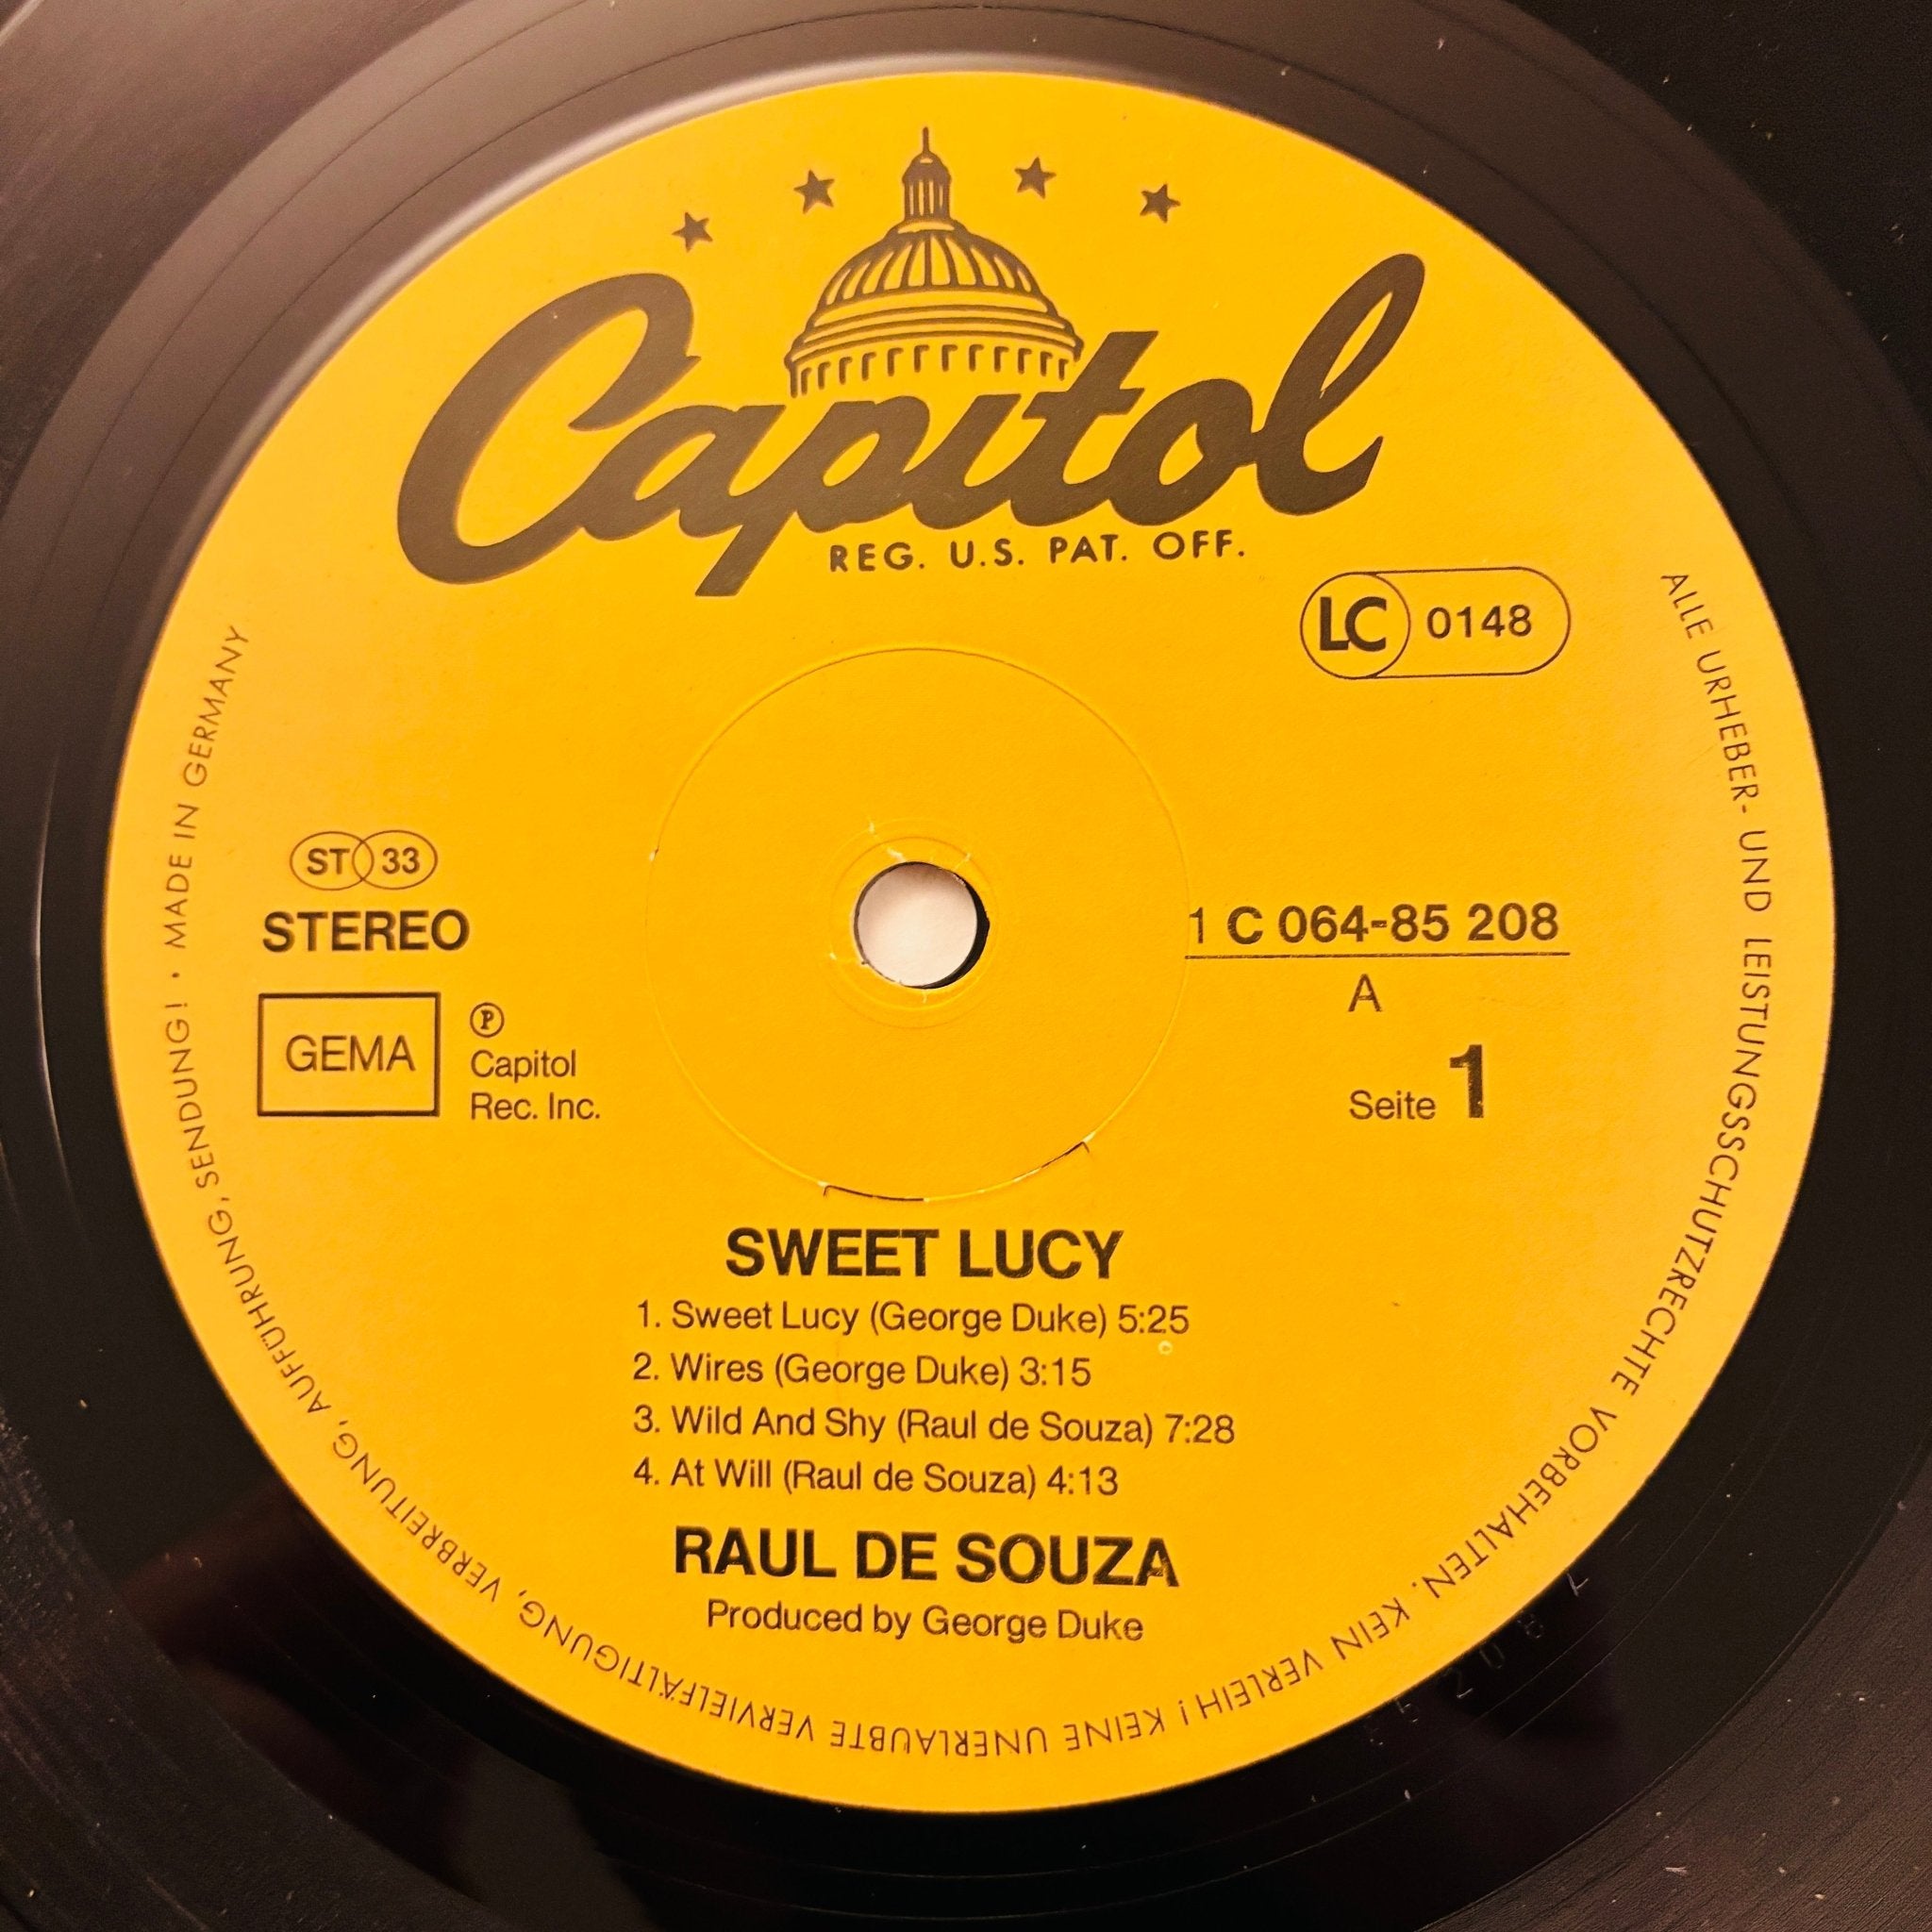 Capitol
REG. U.S. PAT. OFF.
LC 0148
ST 33
STEREO
GEMA
℗
Capitol
Rec. Inc.
1 C 064-85 208
A
Seite 1
SWEET LUCY
1. Sweet Lucy (George Duke) 5:25
2. Wires (George Duke) 3:15
3. Wild And Shy (Raul de Souza) 7:28
4. At Will (Raul de Souza) 4:13
RAUL DE SOUZA
Produced by George Duke
ALLE URHEBER- UND LEISTUNGSSCHUTZRECHTE VORBEHALTEN. KEIN VERLEIH! KEINE UNERLAUBTE VERVIELFÄLTIGUNG, VERBREITUNG, AUFFÜHRUNG, SENDUNG! · MADE IN GERMANY